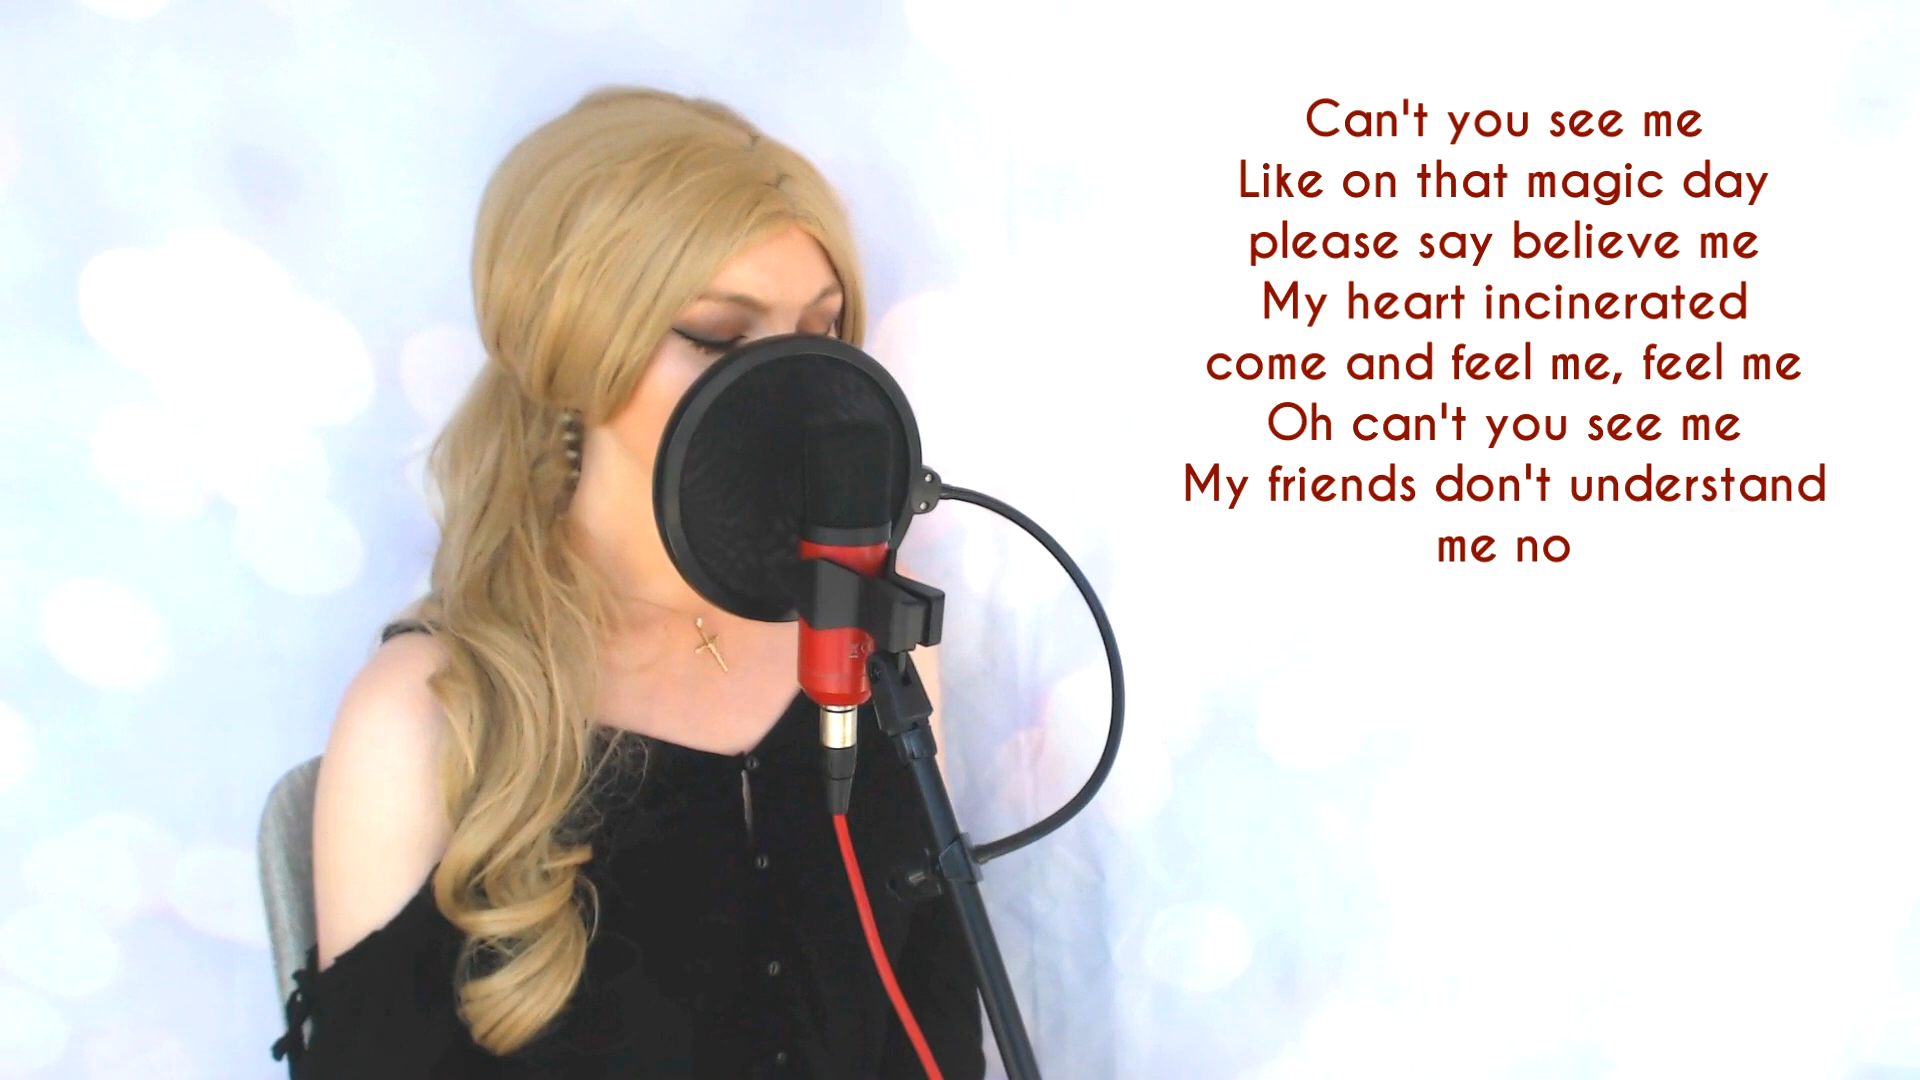 Can't you see me
Like on that magic day
please say believe me
My heart incinerated
come and feel me, feel me
Oh can't you see me
My friends don't understand
me no